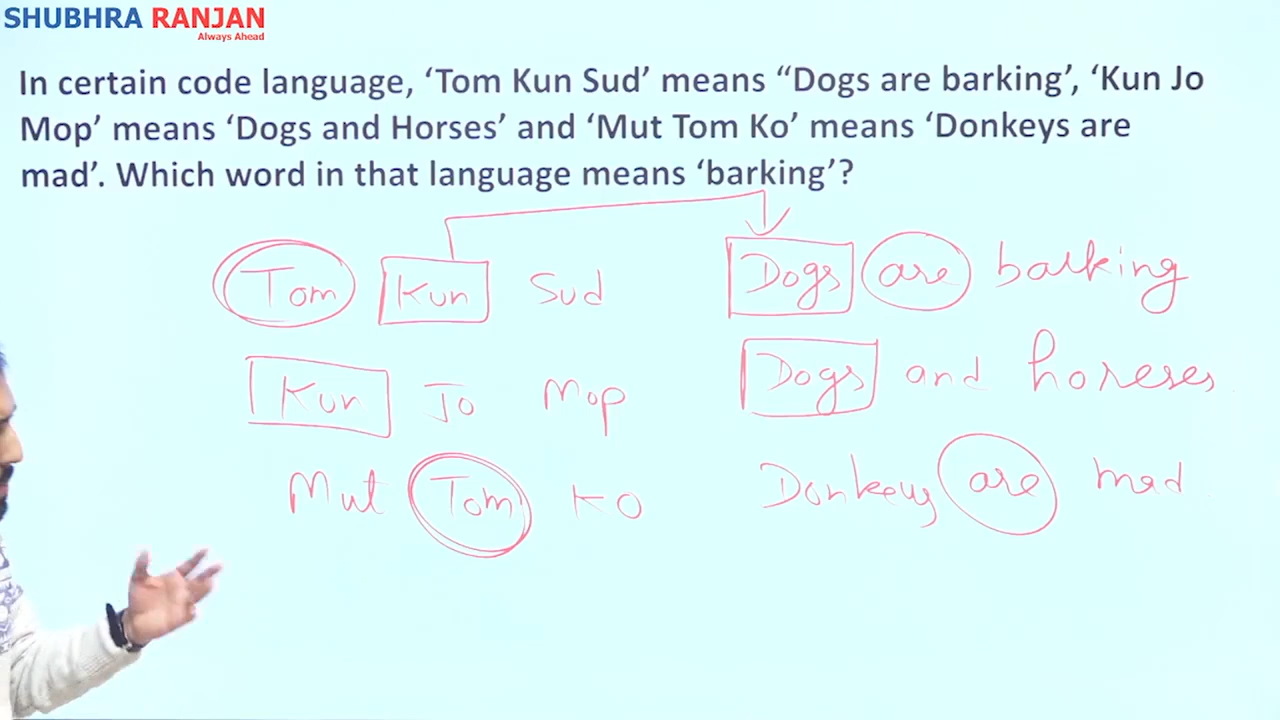 SHUBHRA RANJAN
Always Ahead
In certain code language, ‘Tom Kun Sud’ means “Dogs are barking’, ‘Kun Jo
Mop’ means ‘Dogs and Horses’ and ‘Mut Tom Ko’ means ‘Donkeys are
mad’. Which word in that language means ‘barking’?
Tom Kun Sud Dogs are barking
Kun Jo Mop Dogs and horeses
Mut Tom KO Donkeys are mad